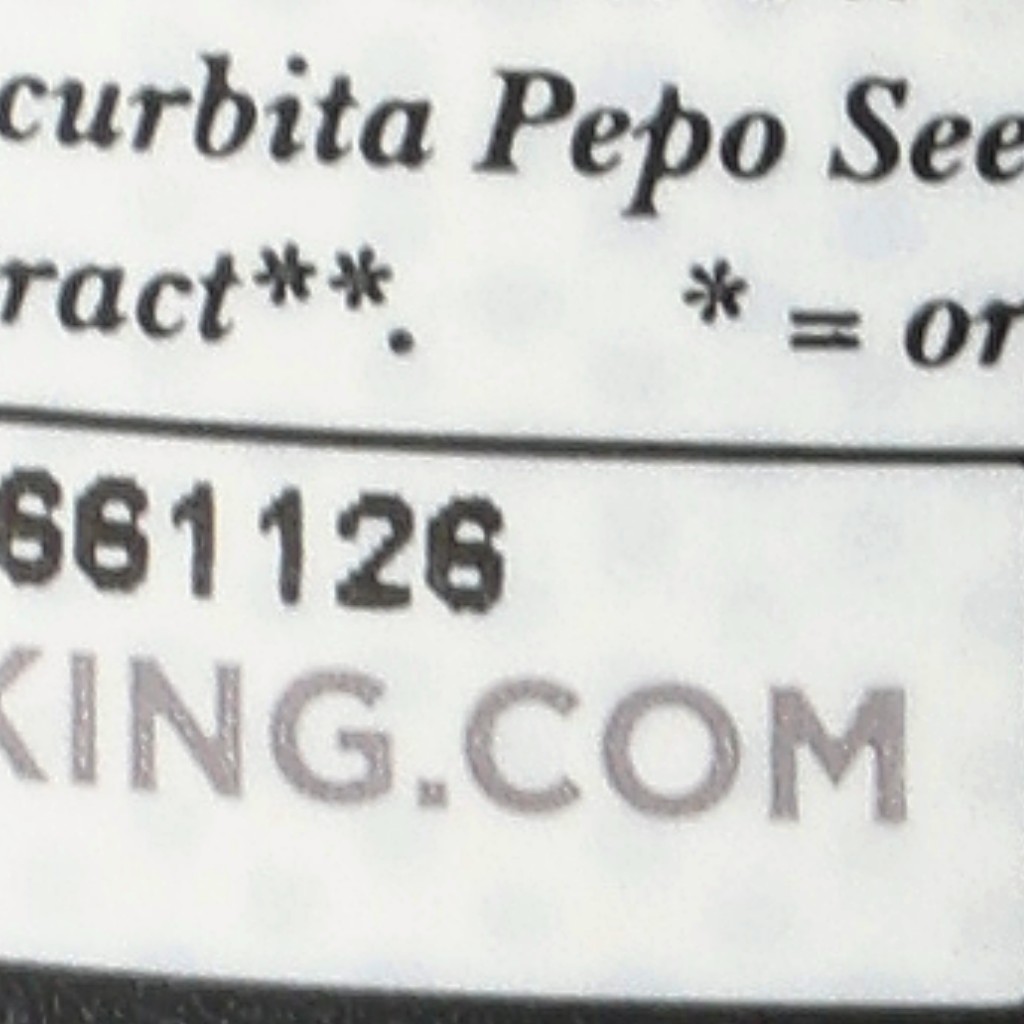 curbita Pepo See
ract**. * = or
661126
KING.COM